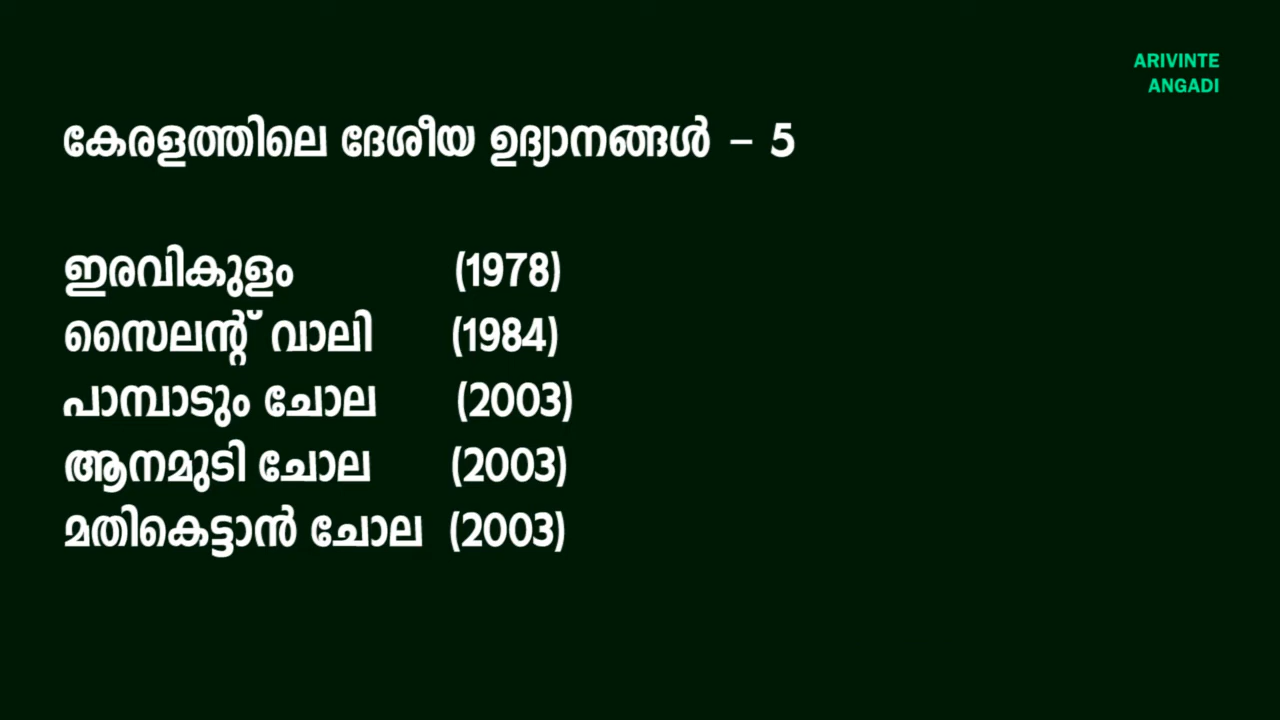 ARIVINTE
ANGADI
കേരളത്തിലെ ദേശീയ ഉദ്യാനങ്ങൾ – 5
ഇരവികുളം (1978)
സൈലന്റ് വാലി (1984)
പാമ്പാടും ചോല (2003)
ആനമുടി ചോല (2003)
മതികെട്ടാൻ ചോല (2003)